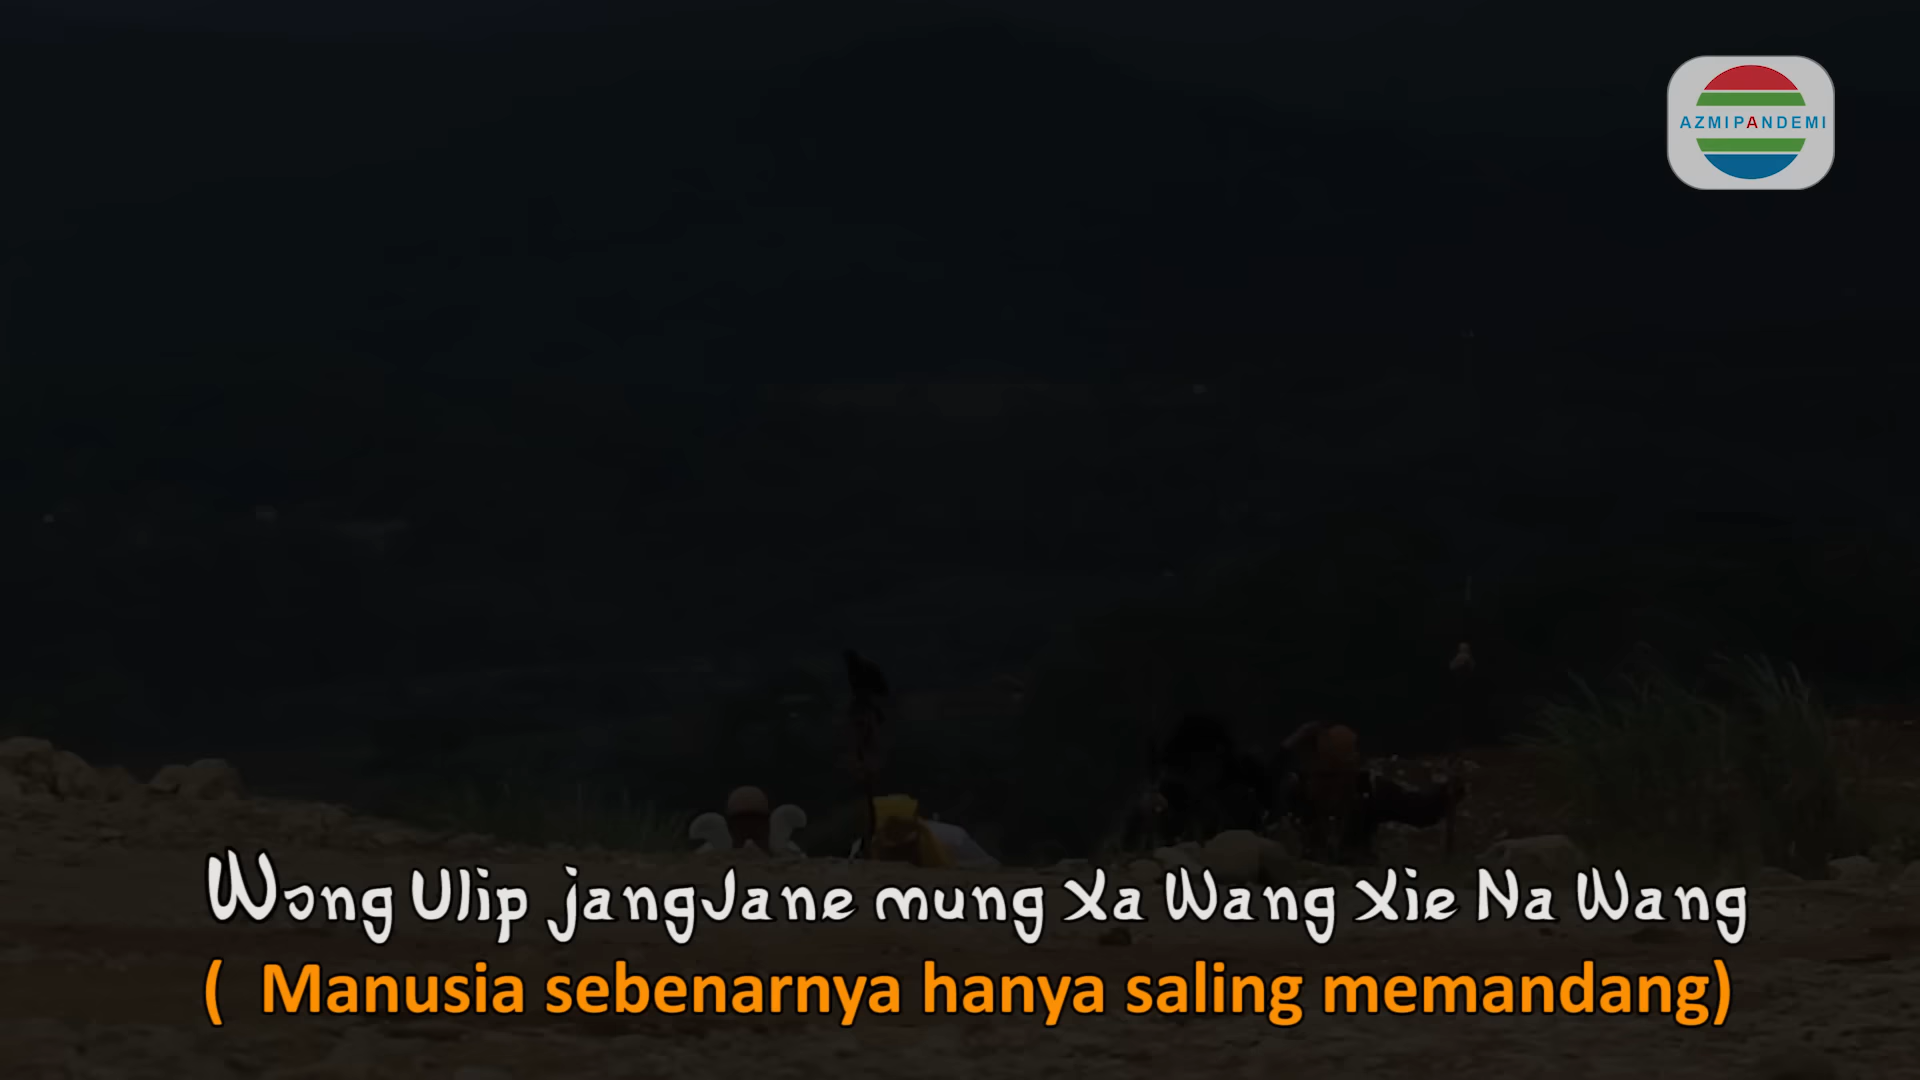 AZMIPANDEMI
Wong Ulip jangJane mung Xa Wang Xie Na Wang
( Manusia sebenarnya hanya saling memandang)